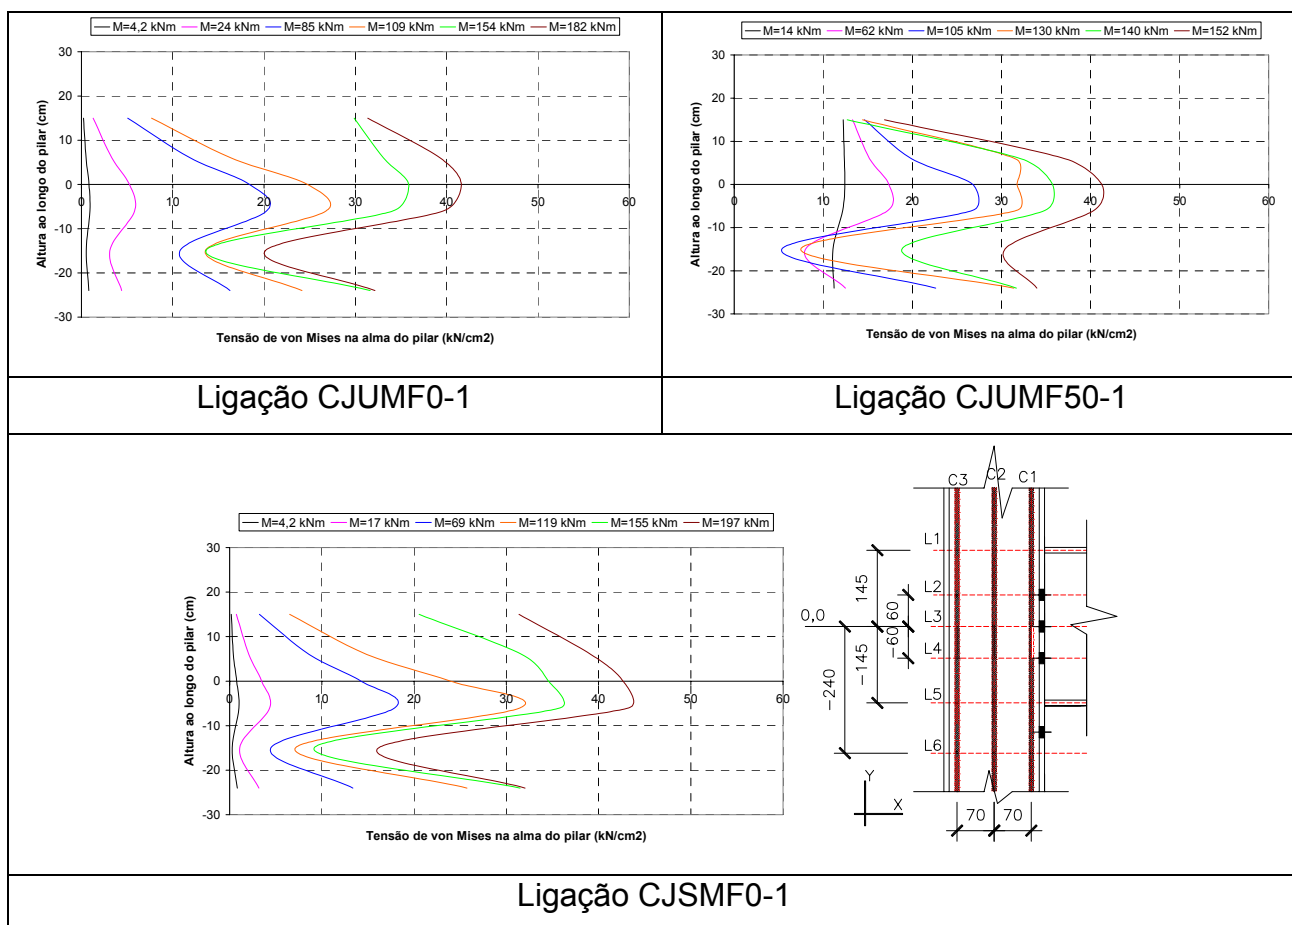 M=4,2 kNm M=24 kNm M=85 kNm M=109 kNm M=154 kNm M=182 kNm
30
20
10
0
-10
-20
-30
0 10 20 30 40 50 60
Altura ao longo do pilar (cm)
Tensão de von Mises na alma do pilar (kN/cm2)
M=14 kNm M=62 kNm M=105 kNm M=130 kNm M=140 kNm M=152 kNm
30
20
10
0
-10
-20
-30
0 10 20 30 40 50 60
Altura ao longo do pilar (cm)
Tensão de von Mises na alma do pilar (kN/cm2)
Ligação CJUMF0-1
Ligação CJUMF50-1
M=4,2 kNm M=17 kNm M=69 kNm M=119 kNm M=155 kNm M=197 kNm
30
20
10
0
-10
-20
-30
0 10 20 30 40 50 60
Altura ao longo do pilar (cm)
Tensão de von Mises na alma do pilar (kN/cm2)
C3 C2 C1
L1
L2
L3
L4
L5
L6
0,0
145
60
-60
-145
-240
Y
X
70 70
Ligação CJSMF0-1